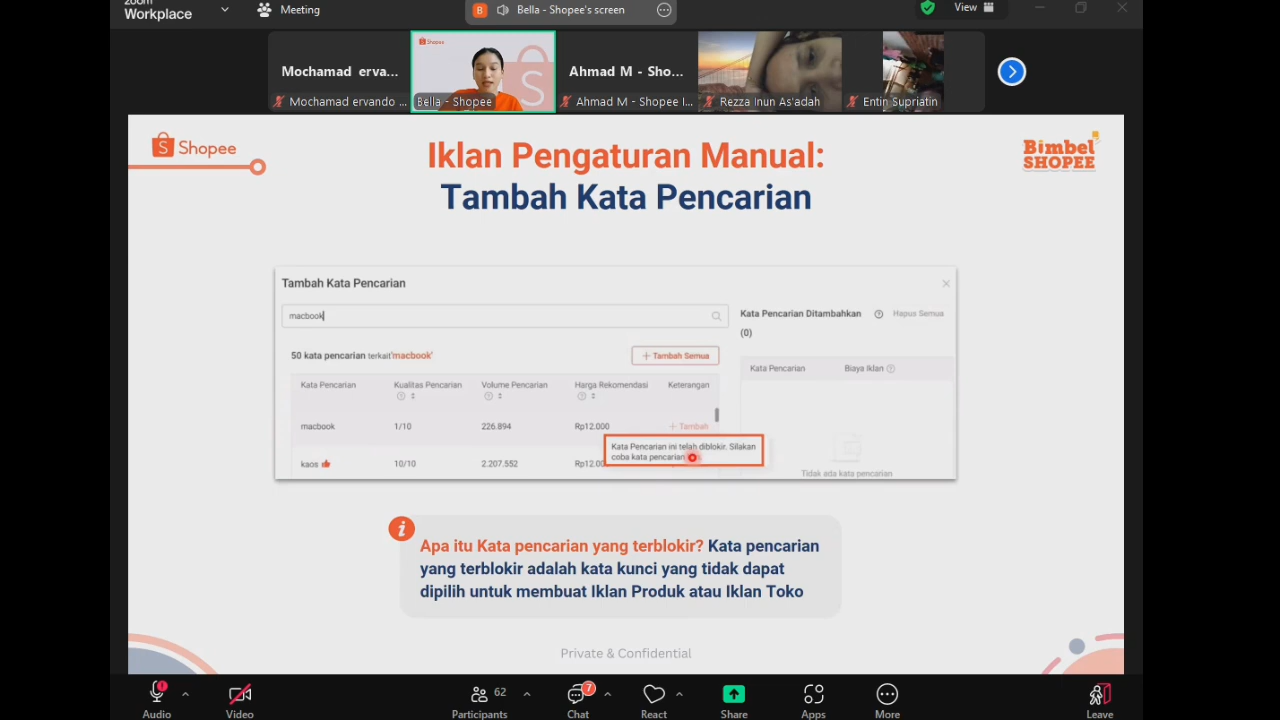 zoom
Workplace
Meeting
B
Bella - Shopee's screen
View
Mochamad erva...
Mochamad ervando ...
Shopee
Bella - Shopee
Ahmad M - Sho...
Ahmad M - Shopee I...
Rezza Inun As'adah
Entin Supriatin
Shopee
Iklan Pengaturan Manual:
Tambah Kata Pencarian
Bimbel
SHOPEE
Tambah Kata Pencarian
macbook
50 kata pencarian terkait'macbook'
+ Tambah Semua
Kata Pencarian Kualitas Pencarian Volume Pencarian Harga Rekomendasi Keterangan
macbook 1/10 226.894 Rp12.000 + Tambah
kaos 10/10 2.207.552 Rp12.00
Kata Pencarian ini telah diblokir. Silakan
coba kata pencarian
Kata Pencarian Ditambahkan Hapus Semua
(0)
Kata Pencarian Biaya Iklan
Tidak ada kata pencarian
i
Apa itu Kata pencarian yang terblokir? Kata pencarian
yang terblokir adalah kata kunci yang tidak dapat
dipilih untuk membuat Iklan Produk atau Iklan Toko
Private & Confidential
Audio
Video
62
Participants
7
Chat
React
Share
Apps
More
Leave